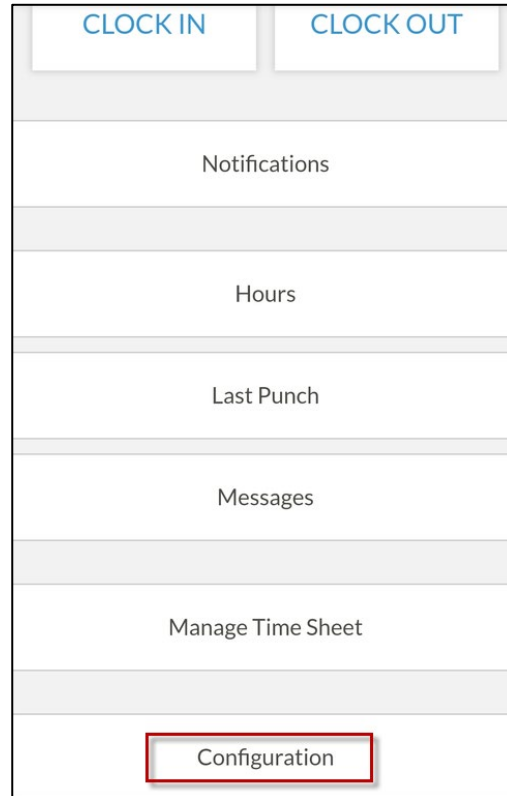 CLOCK IN
CLOCK OUT
Notifications
Hours
Last Punch
Messages
Manage Time Sheet
Configuration